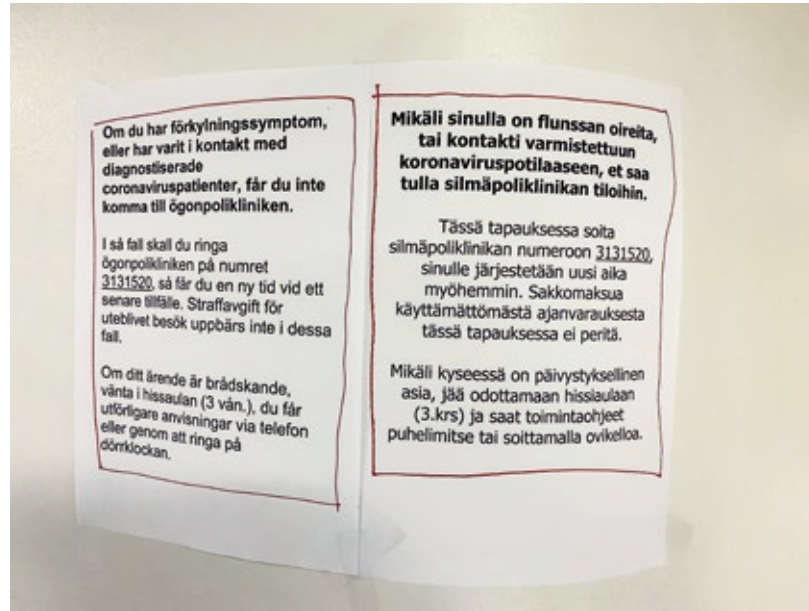 Om du har förkylningssymptom,
eller har varit i kontakt med
diagnostiserade
coronaviruspatienter, får du inte
komma till ögonpolikliniken.
I så fall skall du ringa
ögonpolikliniken på numret
3131520, så får du en ny tid vid ett
senare tillfälle. Straffavgift för
uteblivet besök uppbärs inte i dessa
fall.
Om ditt ärende är brådskande,
vänta i hissaulan (3 vån.), du får
utförligare anvisningar via telefon
eller genom att ringa på
dörrklockan.
Mikäli sinulla on flunssan oireita,
tai kontakti varmistettuun
koronaviruspotilaaseen, et saa
tulla silmäpoliklinikan tiloihin.
Tässä tapauksessa soita
silmäpoliklinikan numeroon 3131520,
sinulle järjestetään uusi aika
myöhemmin. Sakkomaksua
käyttämättömästä ajanvarauksesta
tässä tapauksessa ei peritä.
Mikäli kyseessä on päivystyksellinen
asia, jää odottamaan hissiaulaan
(3.krs) ja saat toimintaohjeet
puhelimitse tai soittamalla ovikelloa.